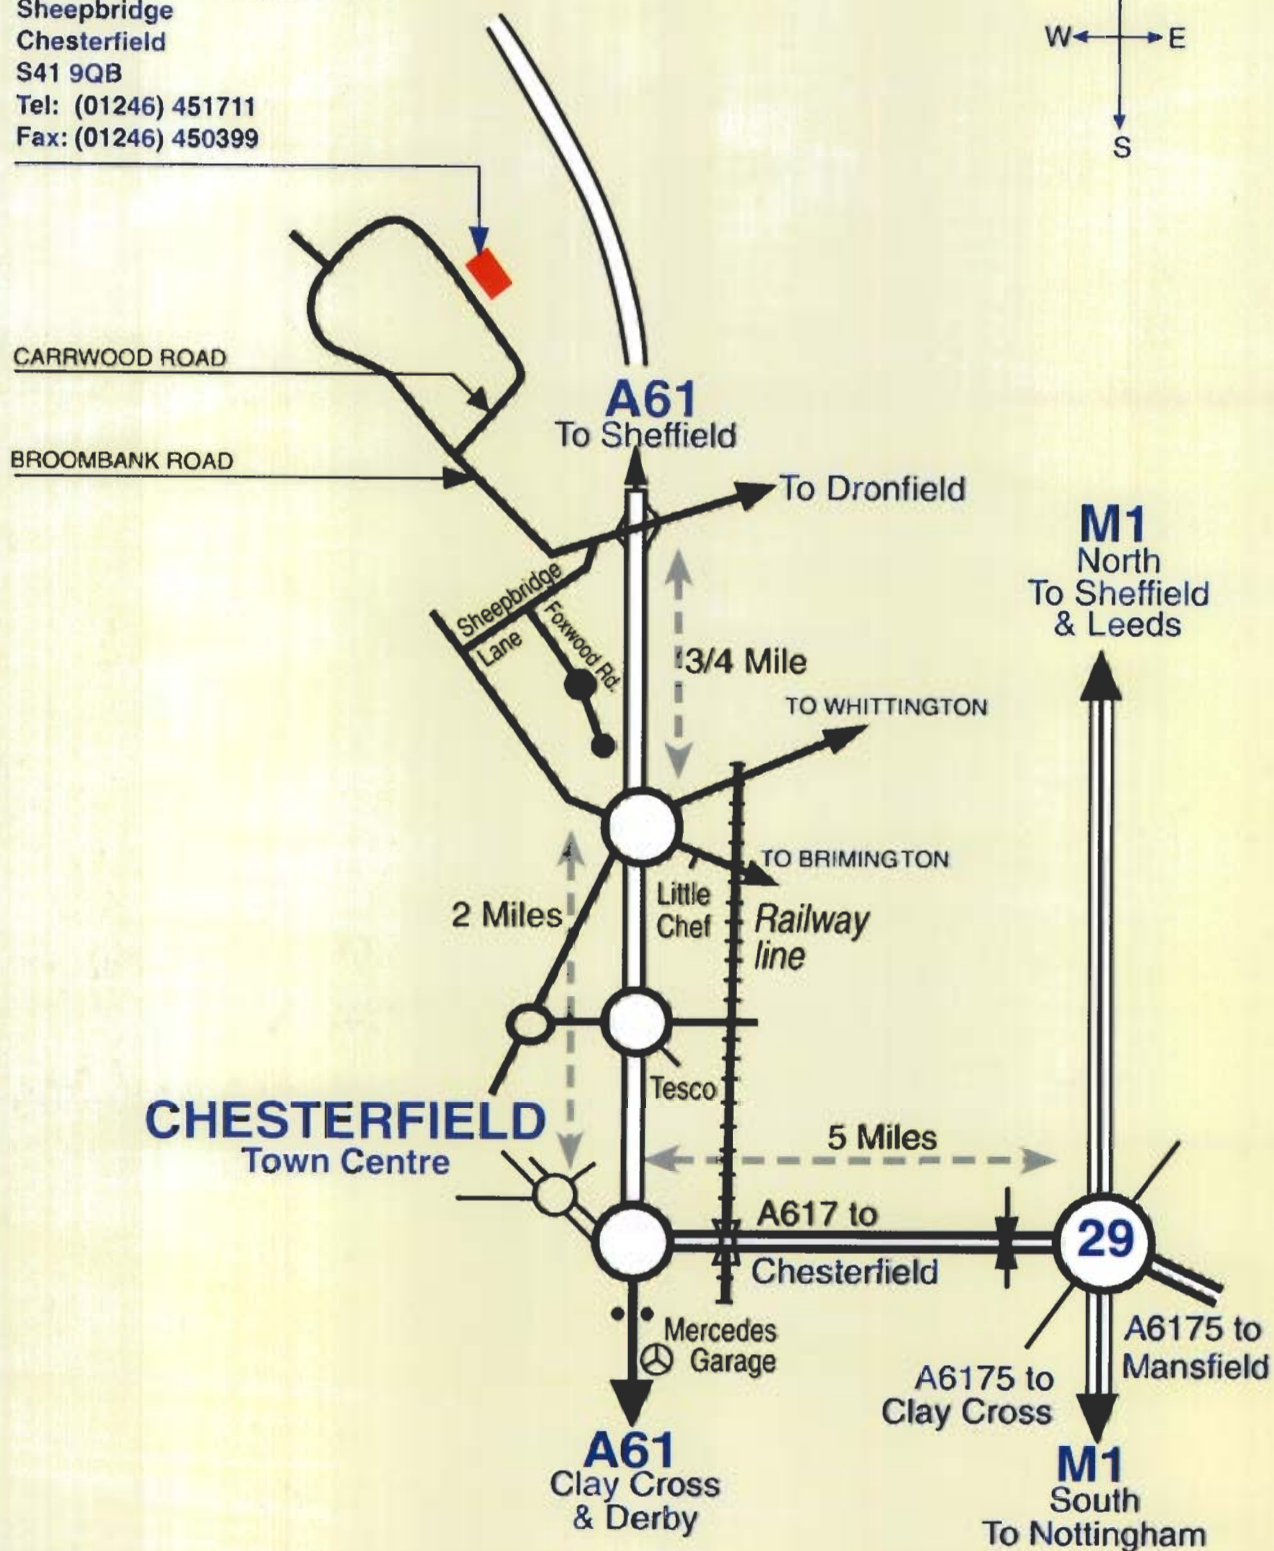 Sheepbridge
Chesterfield
S41 9QB
Tel: (01246) 451711
Fax: (01246) 450399
W E
S
CARRWOOD ROAD
BROOMBANK ROAD
A61
To Sheffield
To Dronfield
M1
North
To Sheffield
& Leeds
Sheepbridge
Lane
Foxwood Rd.
3/4 Mile
TO WHITTINGTON
TO BRIMINGTON
Little
Chef
2 Miles
Railway
line
Tesco
CHESTERFIELD
Town Centre
5 Miles
A617 to
Chesterfield
29
Mercedes
Garage
A6175 to
Mansfield
A6175 to
Clay Cross
A61
Clay Cross
& Derby
M1
South
To Nottingham